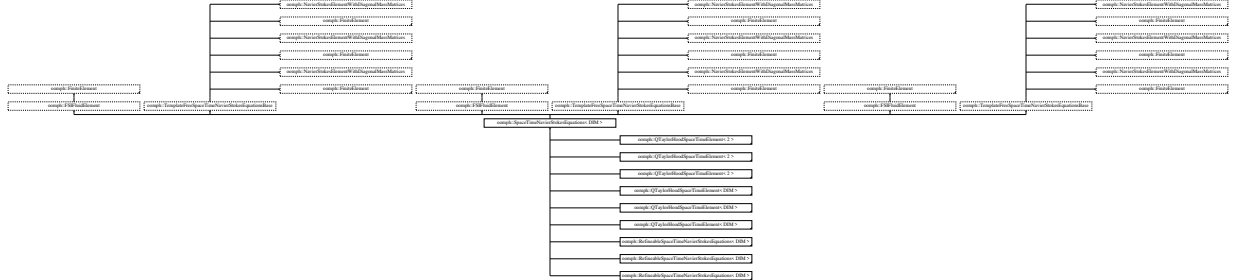 oomph::NavierStokesElementWithDiagonalMassMatrices oomph::NavierStokesElementWithDiagonalMassMatrices oomph::NavierStokesElementWithDiagonalMassMatrices
oomph::FiniteElement oomph::FiniteElement oomph::FiniteElement
oomph::NavierStokesElementWithDiagonalMassMatrices oomph::NavierStokesElementWithDiagonalMassMatrices oomph::NavierStokesElementWithDiagonalMassMatrices
oomph::FiniteElement oomph::FiniteElement oomph::FiniteElement
oomph::NavierStokesElementWithDiagonalMassMatrices oomph::NavierStokesElementWithDiagonalMassMatrices oomph::NavierStokesElementWithDiagonalMassMatrices
oomph::FiniteElement oomph::FiniteElement oomph::FiniteElement oomph::FiniteElement oomph::FiniteElement oomph::FiniteElement
oomph::FSIFluidElement oomph::TemplateFreeSpaceTimeNavierStokesEquationsBase oomph::FSIFluidElement oomph::TemplateFreeSpaceTimeNavierStokesEquationsBase oomph::FSIFluidElement oomph::TemplateFreeSpaceTimeNavierStokesEquationsBase
oomph::SpaceTimeNavierStokesEquations< DIM >
oomph::QTaylorHoodSpaceTimeElement< 2 >
oomph::QTaylorHoodSpaceTimeElement< 2 >
oomph::QTaylorHoodSpaceTimeElement< 2 >
oomph::QTaylorHoodSpaceTimeElement< DIM >
oomph::QTaylorHoodSpaceTimeElement< DIM >
oomph::QTaylorHoodSpaceTimeElement< DIM >
oomph::RefineableSpaceTimeNavierStokesEquations< DIM >
oomph::RefineableSpaceTimeNavierStokesEquations< DIM >
oomph::RefineableSpaceTimeNavierStokesEquations< DIM >